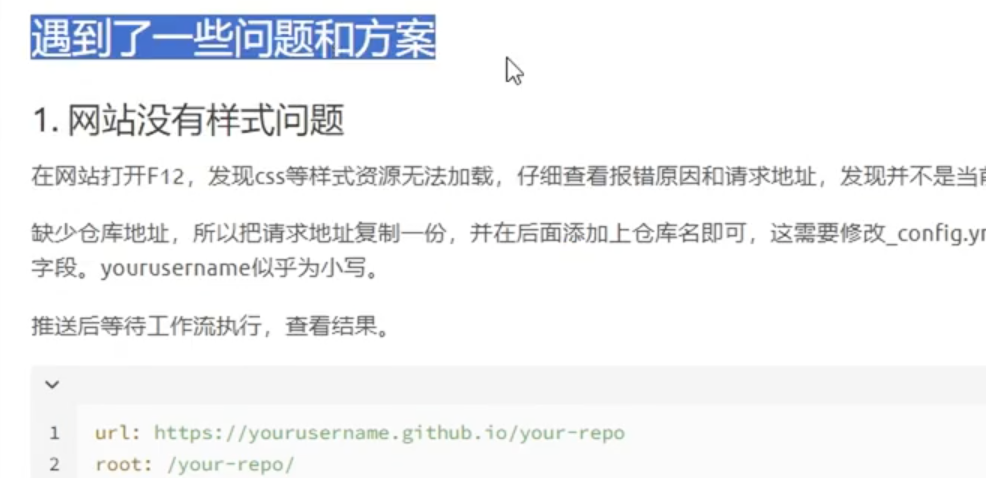 遇到了一些问题和方案
1. 网站没有样式问题
在网站打开F12，发现css等样式资源无法加载，仔细查看报错原因和请求地址，发现并不是当
缺少仓库地址，所以把请求地址复制一份，并在后面添加上仓库名即可，这需要修改_config.y
字段。yourusername似乎为小写。
推送后等待工作流执行，查看结果。
1 url: https://yourusername.github.io/your-repo
2 root: /your-repo/